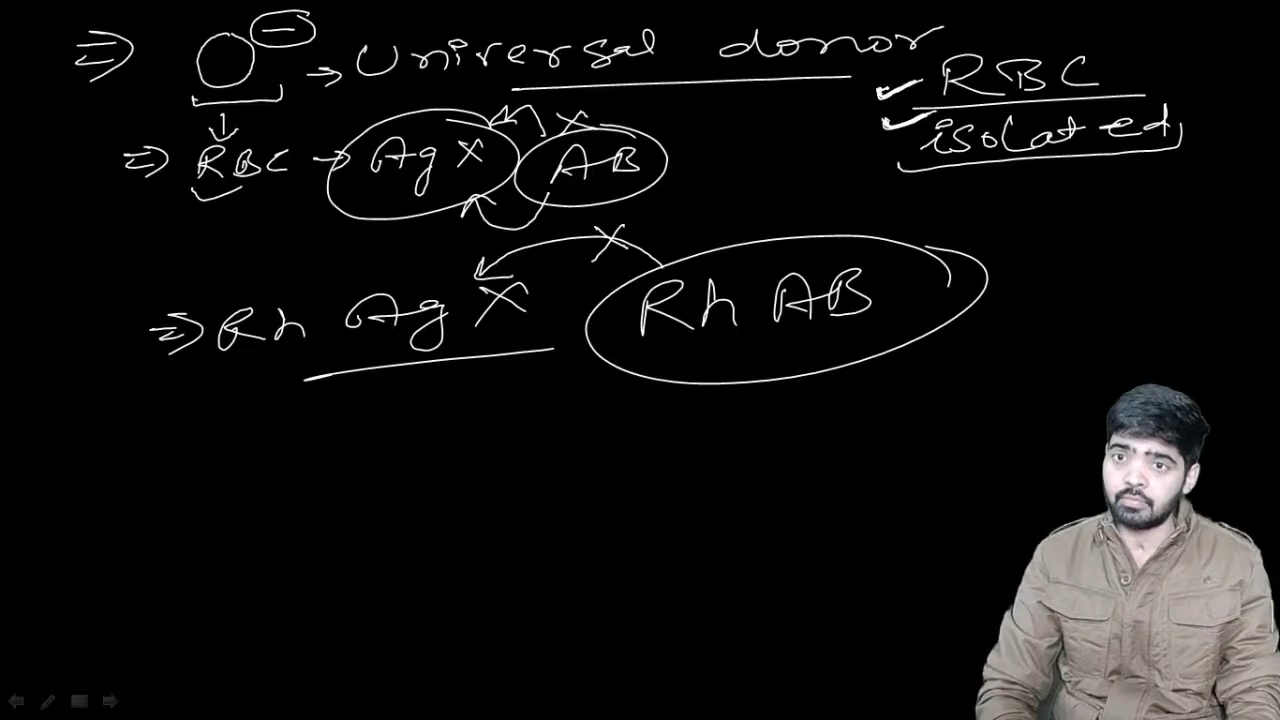 ⇒ O⁻ → Universal donor
RBC
isolated
⇒ RBC → Ag X AB
X
⇒ Rh Ag X Rh AB
X